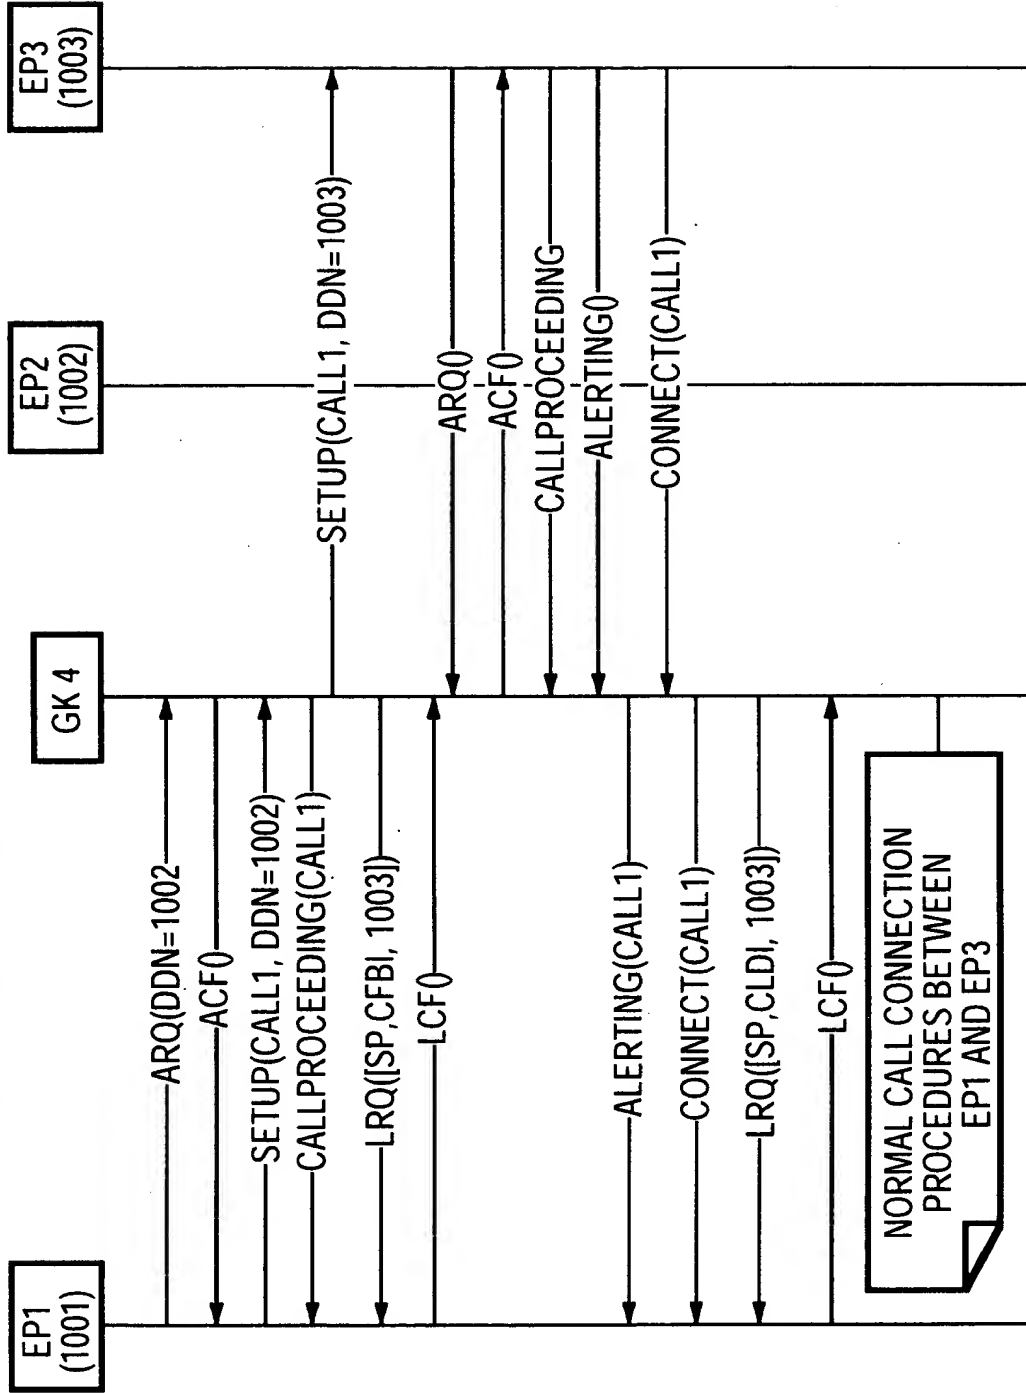 EP1
(1001)
GK 4
EP2
(1002)
EP3
(1003)
ARQ(DDN=1002
ACF()
SETUP(CALL1, DDN=1002)
CALLPROCEEDING(CALL1)
SETUP(CALL1, DDN=1003)
LRQ([SP,CFBI, 1003])
LCF()
ARQ()
ACF()
CALLPROCEEDING
ALERTING()
ALERTING(CALL1)
CONNECT(CALL1)
CONNECT(CALL1)
LRQ([SP,CLDI, 1003])
LCF()
NORMAL CALL CONNECTION
PROCEDURES BETWEEN
EP1 AND EP3